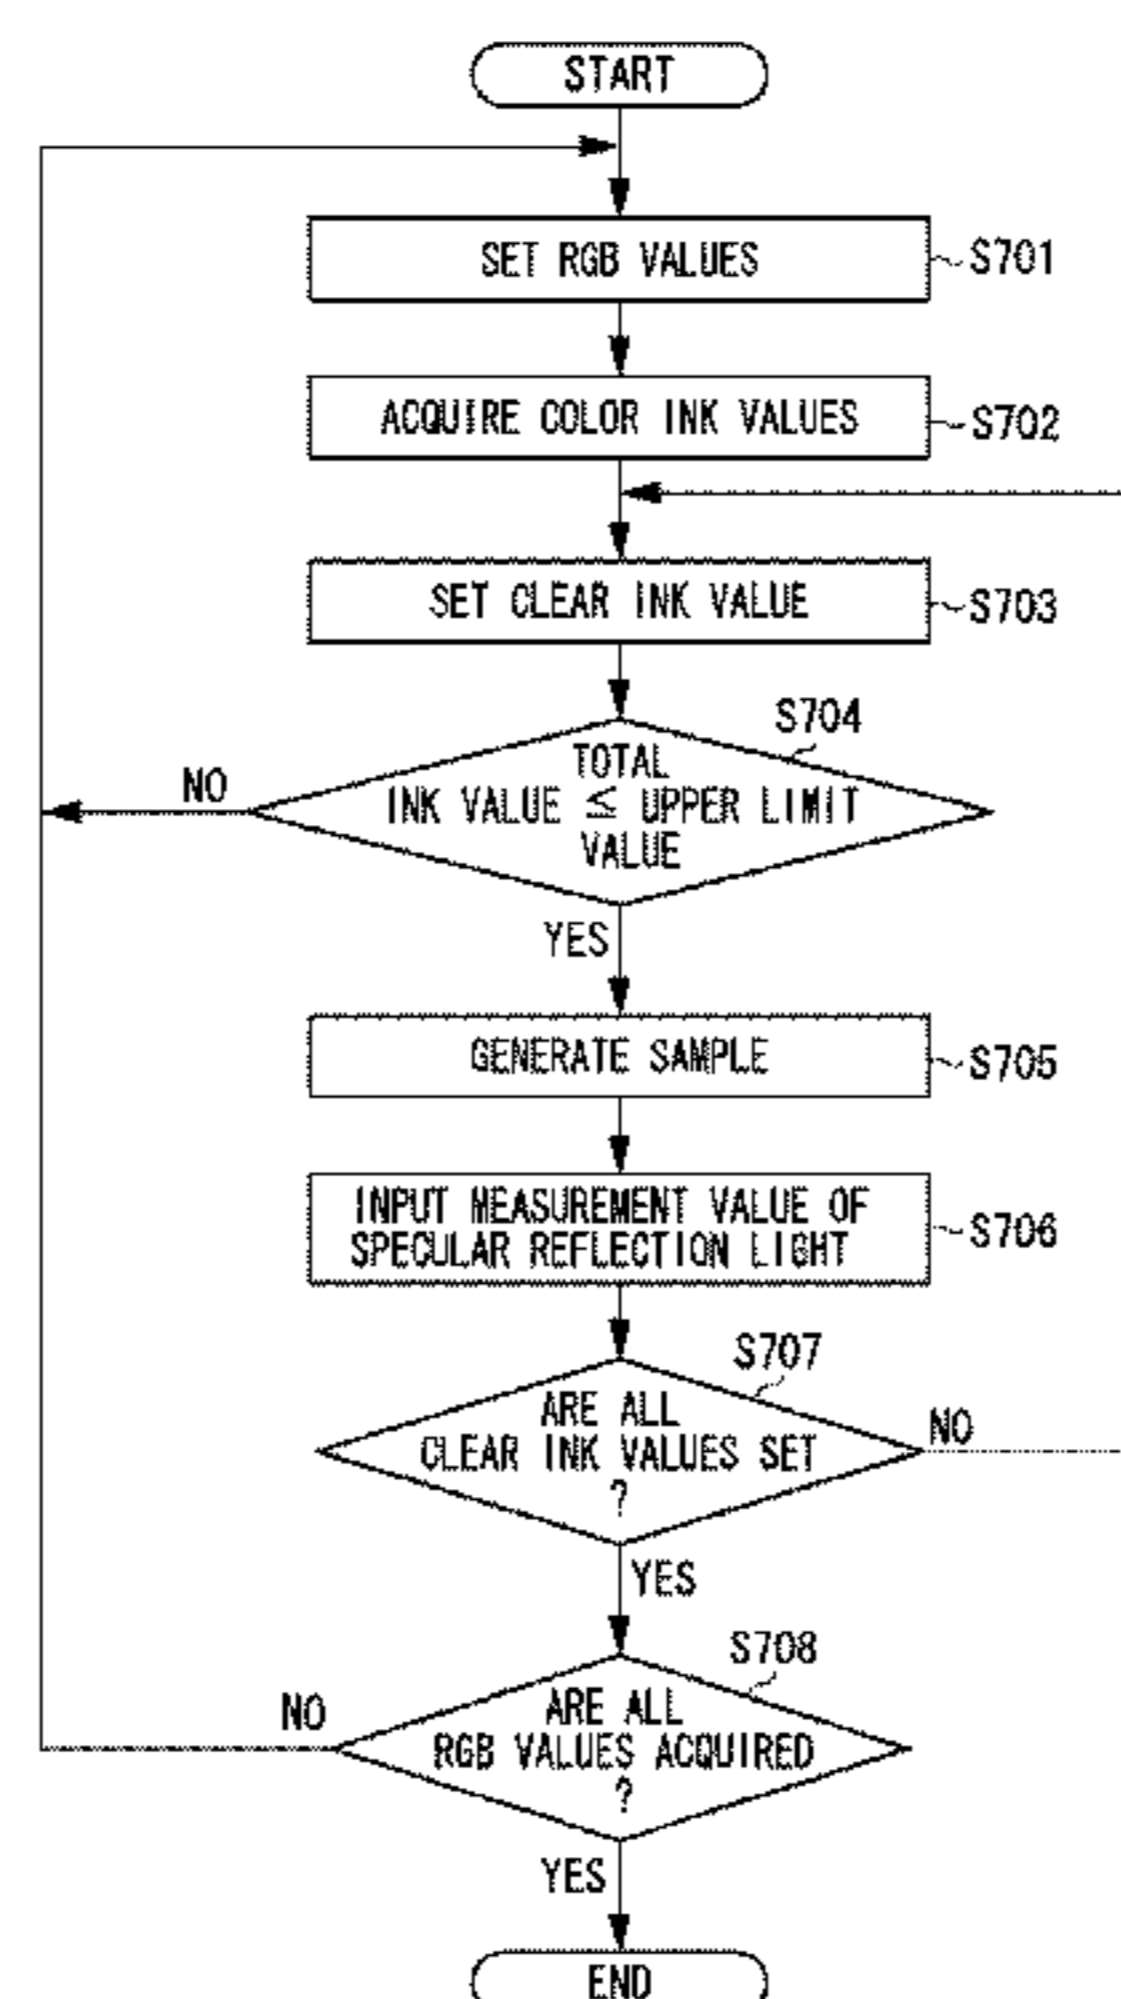 START
SET RGB VALUES
S701
ACQUIRE COLOR INK VALUES
S702
SET CLEAR INK VALUE
S703
S704
TOTAL
INK VALUE ≦ UPPER LIMIT
VALUE
NO
YES
GENERATE SAMPLE
S705
INPUT MEASUREMENT VALUE OF
SPECULAR REFLECTION LIGHT
S706
S707
ARE ALL
CLEAR INK VALUES SET
?
NO
YES
S708
ARE ALL
RGB VALUES ACQUIRED
?
NO
YES
END